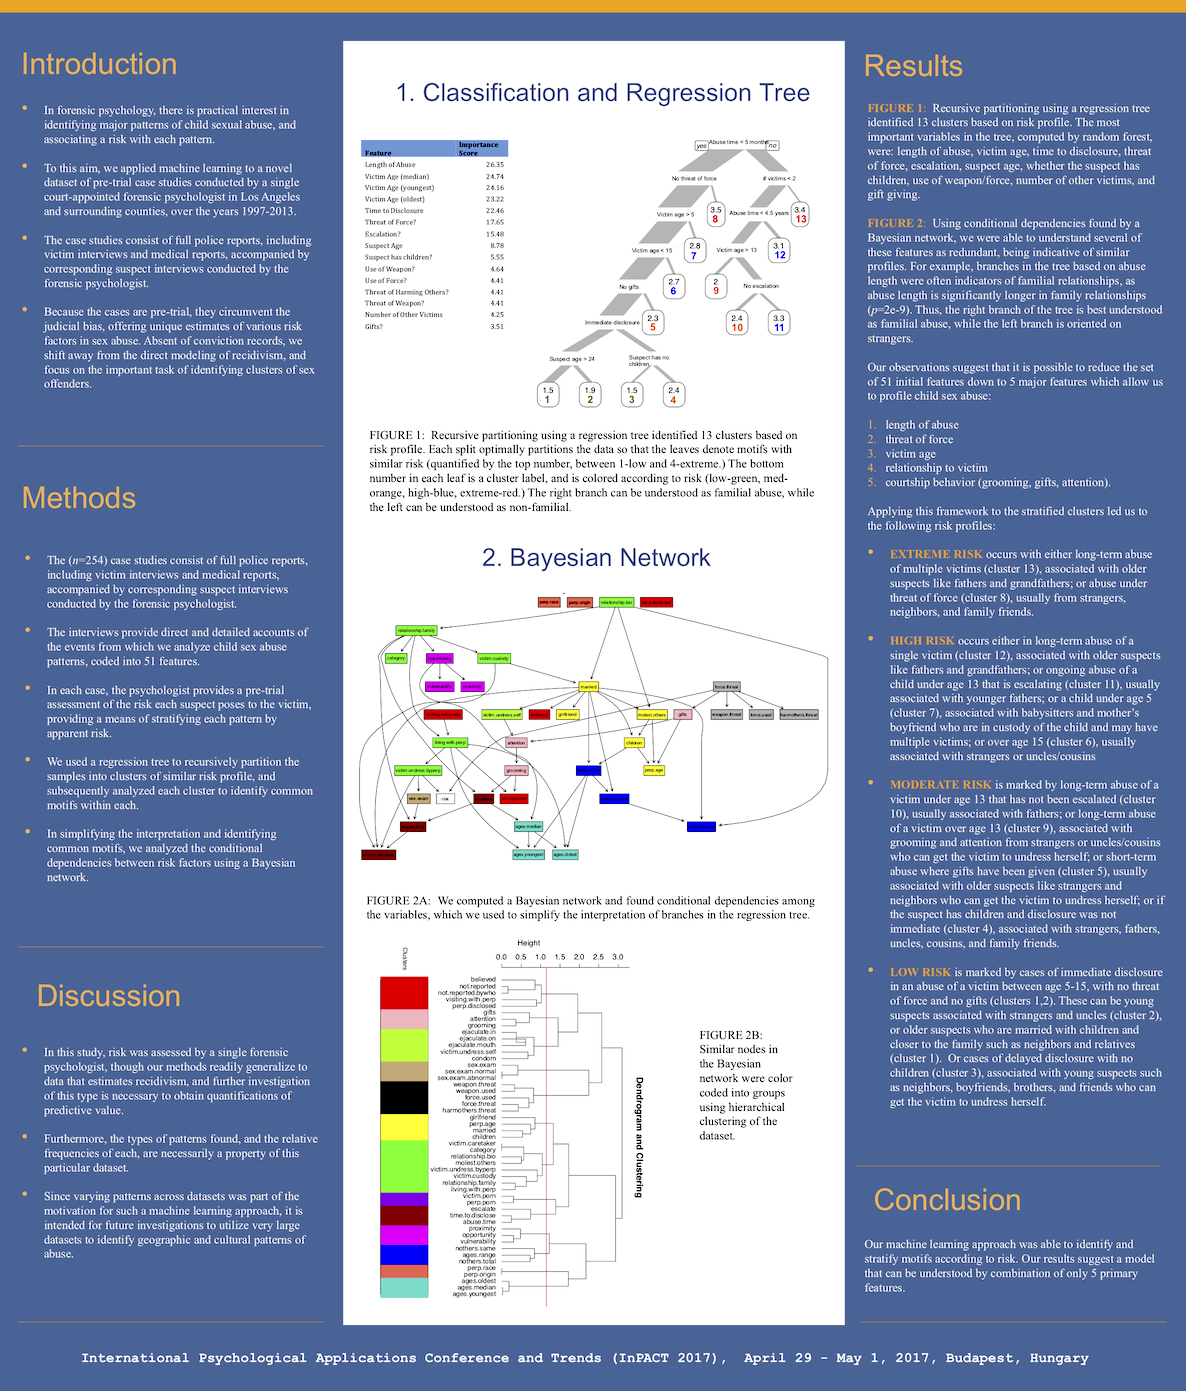 Introduction
In forensic psychology, there is practical interest in
identifying major patterns of child sexual abuse, and
associating a risk with each pattern.
To this aim, we applied machine learning to a novel
dataset of pre-trial case studies conducted by a single
court-appointed forensic psychologist in Los Angeles
and surrounding counties, over the years 1997-2013.
The case studies consist of full police reports, including
victim interviews and medical reports, accompanied by
corresponding suspect interviews conducted by the
forensic psychologist.
Because the cases are pre-trial, they circumvent the
judicial bias, offering unique estimates of various risk
factors in sex abuse. Absent of conviction records, we
shift away from the direct modeling of recidivism, and
focus on the important task of identifying clusters of sex
offenders.
Methods
The (n=254) case studies consist of full police reports,
including victim interviews and medical reports,
accompanied by corresponding suspect interviews
conducted by the forensic psychologist.
The interviews provide direct and detailed accounts of
the events from which we analyze child sex abuse
patterns, coded into 51 features.
In each case, the psychologist provides a pre-trial
assessment of the risk each suspect poses to the victim,
providing a means of stratifying each pattern by
apparent risk.
We used a regression tree to recursively partition the
samples into clusters of similar risk profile, and
subsequently analyzed each cluster to identify common
motifs within each.
In simplifying the interpretation and identifying
common motifs, we analyzed the conditional
dependencies between risk factors using a Bayesian
network.
Discussion
In this study, risk was assessed by a single forensic
psychologist, though our methods readily generalize to
data that estimates recidivism, and further investigation
of this type is necessary to obtain quantifications of
predictive value.
Furthermore, the types of patterns found, and the relative
frequencies of each, are necessarily a property of this
particular dataset.
Since varying patterns across datasets was part of the
motivation for such a machine learning approach, it is
intended for future investigations to utilize very large
datasets to identify geographic and cultural patterns of
abuse.
1. Classification and Regression Tree
Feature Importance Score
Length of Abuse 26.35
Victim Age (median) 24.74
Victim Age (youngest) 24.16
Victim Age (oldest) 23.22
Time to Disclosure 22.46
Threat of Force? 17.65
Escalation? 15.48
Suspect Age 8.78
Suspect has children? 5.55
Use of Weapon? 4.64
Use of Force? 4.41
Threat of Harming Others? 4.41
Threat of Weapon? 4.41
Number of Other Victims 4.25
Gifts? 3.51
yes Abuse time < 5 months no
No threat of force # victims < 2
Victim age > 5 3.5 8 Abuse time < 4.5 years 3.4 13
Victim age < 15 2.8 7 Victim age > 13 3.1 12
No gifts 2.7 6 2 9 No escalation
Immediate disclosure 2.3 5 2.4 10 3.3 11
Suspect age > 24 Suspect has no children
1.5 1 1.9 2 1.5 3 2.4 4
FIGURE 1: Recursive partitioning using a regression tree identified 13 clusters based on
risk profile. Each split optimally partitions the data so that the leaves denote motifs with
similar risk (quantified by the top number, between 1-low and 4-extreme.) The bottom
number in each leaf is a cluster label, and is colored according to risk (low-green, med-
orange, high-blue, extreme-red.) The right branch can be understood as familial abuse, while
the left can be understood as non-familial.
2. Bayesian Network
perp.race perp.origin relationship.bio
relationship.family
category opportunity victim.custody
married force.threat
victim.undress.self girlfriend molest.others gifts weapon.threat force.used harmothers.threat
living.with.perp attention children
victim.undress.byperp grooming perp.age
sex.exam risk
ages.median
ages.youngest ages.oldest
FIGURE 2A: We computed a Bayesian network and found conditional dependencies among
the variables, which we used to simplify the interpretation of branches in the regression tree.
Height
Clusters
0.0 0.5 1.0 1.5 2.0 2.5 3.0
believed
not.reported
not.reported.bywho
visiting.with.perp
perp.disclosed
gifts
attention
grooming
ejaculate.in
ejaculate.on
ejaculate.mouth
victim.undress.self
condom
sex.exam
sex.exam.normal
sex.exam.abnormal
weapon.threat
weapon.used
force.used
force.threat
harmothers.threat
girlfriend
perp.age
married
children
victim.caretaker
category
relationship.bio
molest.others
victim.undress.byperp
victim.custody
relationship.family
living.with.perp
victim.porn
perp.porn
escalate
time.to.disclose
abuse.time
proximity
opportunity
vulnerability
nothers.same
ages.range
nothers.total
perp.race
perp.origin
ages.oldest
ages.median
ages.youngest
Dendrogram and Clustering
FIGURE 2B:
Similar nodes in
the Bayesian
network were color
coded into groups
using hierarchical
clustering of the
dataset.
Results
FIGURE 1: Recursive partitioning using a regression tree
identified 13 clusters based on risk profile. The most
important variables in the tree, computed by random forest,
were: length of abuse, victim age, time to disclosure, threat
of force, escalation, suspect age, whether the suspect has
children, use of weapon/force, number of other victims, and
gift giving.
FIGURE 2: Using conditional dependencies found by a
Bayesian network, we were able to understand several of
these features as redundant, being indicative of similar
profiles. For example, branches in the tree based on abuse
length were often indicators of familial relationships, as
abuse length is significantly longer in family relationships
(p=2e-9). Thus, the right branch of the tree is best understood
as familial abuse, while the left branch is oriented on
strangers.
Our observations suggest that it is possible to reduce the set
of 51 initial features down to 5 major features which allow us
to profile child sex abuse:
1. length of abuse
2. threat of force
3. victim age
4. relationship to victim
5. courtship behavior (grooming, gifts, attention).
Applying this framework to the stratified clusters led us to
the following risk profiles:
EXTREME RISK occurs with either long-term abuse
of multiple victims (cluster 13), associated with older
suspects like fathers and grandfathers; or abuse under
threat of force (cluster 8), usually from strangers,
neighbors, and family friends.
HIGH RISK occurs either in long-term abuse of a
single victim (cluster 12), associated with older suspects
like fathers and grandfathers; or ongoing abuse of a
child under age 13 that is escalating (cluster 11), usually
associated with younger fathers; or a child under age 5
(cluster 7), associated with babysitters and mother's
boyfriend who are in custody of the child and may have
multiple victims; or over age 15 (cluster 6), usually
associated with strangers or uncles/cousins
MODERATE RISK is marked by long-term abuse of a
victim under age 13 that has not been escalated (cluster
10), usually associated with fathers; or long-term abuse
of a victim over age 13 (cluster 9), associated with
grooming and attention from strangers or uncles/cousins
who can get the victim to undress herself; or short-term
abuse where gifts have been given (cluster 5), usually
associated with older suspects like strangers and
neighbors who can get the victim to undress herself; or if
the suspect has children and disclosure was not
immediate (cluster 4), associated with strangers, fathers,
uncles, cousins, and family friends.
LOW RISK is marked by cases of immediate disclosure
in an abuse of a victim between age 5-15, with no threat
of force and no gifts (clusters 1,2). These can be young
suspects associated with strangers and uncles (cluster 2),
or older suspects who are married with children and
closer to the family such as neighbors and relatives
(cluster 1). Or cases of delayed disclosure with no
children (cluster 3), associated with young suspects such
as neighbors, boyfriends, brothers, and friends who can
get the victim to undress herself.
Conclusion
Our machine learning approach was able to identify and
stratify motifs according to risk. Our results suggest a model
that can be understood by combination of only 5 primary
features.
International Psychological Applications Conference and Trends (InPACT 2017), April 29 - May 1, 2017, Budapest, Hungary